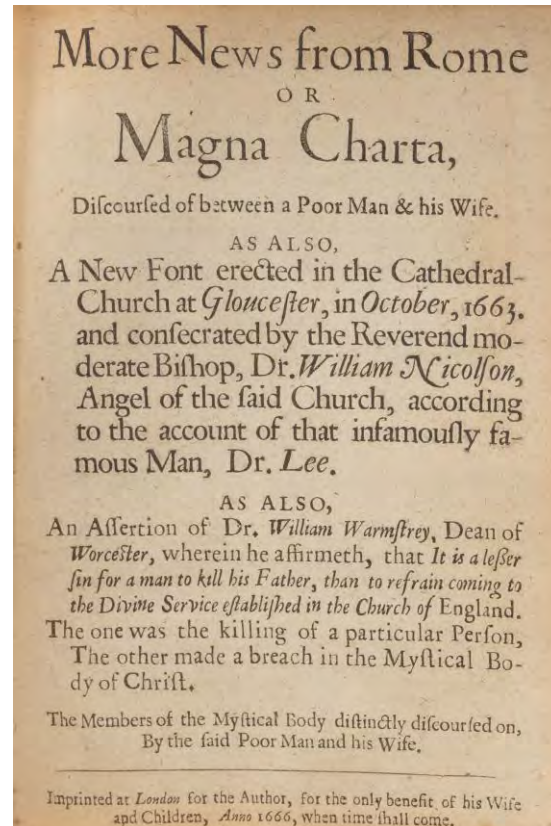 More News from Rome
OR
Magna Charta,
Diſcourſed of between a Poor Man & his Wife.
AS ALSO,
A New Font erected in the Cathedral-
Church at Glouceſter, in October, 1663.
and conſecrated by the Reverend mo-
derate Biſhop, Dr. William Nicolſon,
Angel of the ſaid Church, according
to the account of that infamouſly fa-
mous Man, Dr. Lee.
AS ALSO,
An Aſſertion of Dr. William Warmſtrey, Dean of
Worceſter, wherein he affirmeth, that It is a leſſer
ſin for a man to kill his Father, than to refrain coming to
the Divine Service eſtabliſhed in the Church of England.
The one was the killing of a particular Perſon,
The other made a breach in the Myſtical Bo-
dy of Chriſt.
The Members of the Myſtical Body diſtinctly diſcourſed on,
By the ſaid Poor Man and his Wife.
Imprinted at London for the Author, for the only benefit of his Wife
and Children, Anno 1666, when time ſhall come.